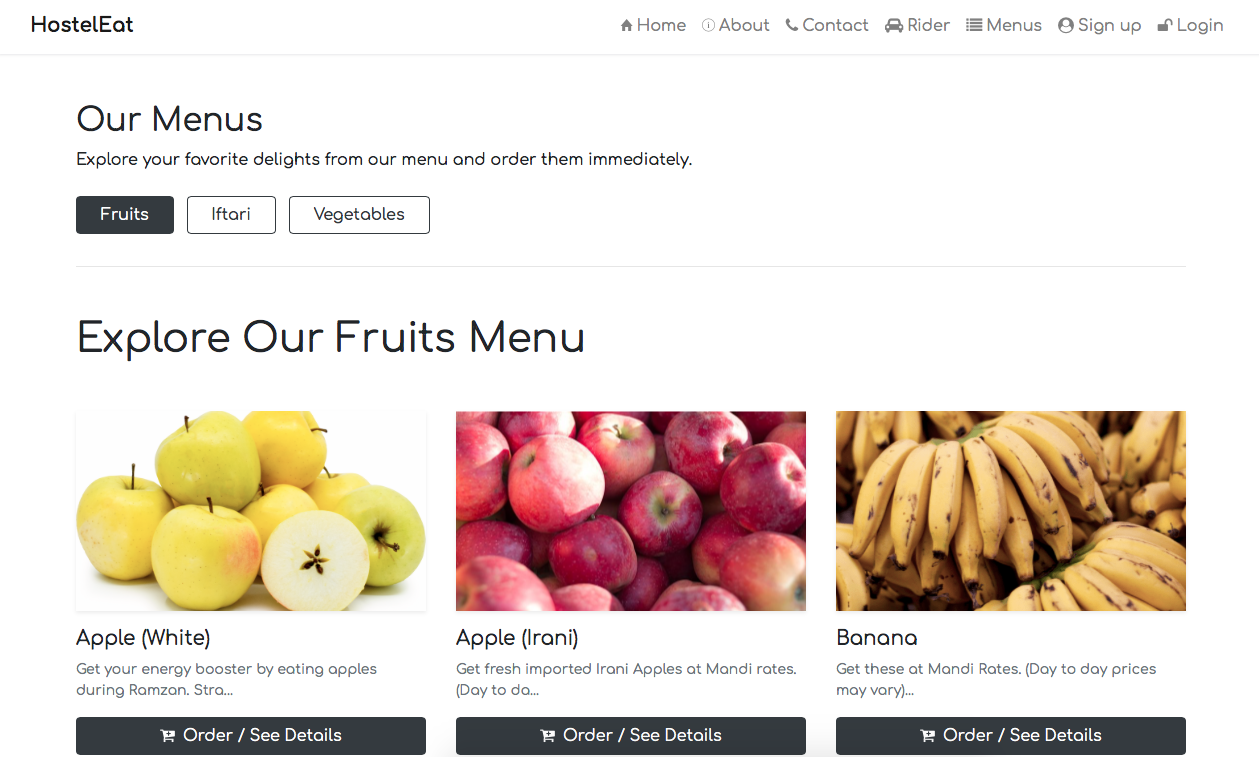 HostelEat
Home About Contact Rider Menus Sign up Login
Our Menus
Explore your favorite delights from our menu and order them immediately.
Fruits Iftari Vegetables
Explore Our Fruits Menu
Apple (White)
Get your energy booster by eating apples
during Ramzan. Stra...
Order / See Details
Apple (Irani)
Get fresh imported Irani Apples at Mandi rates.
(Day to da...
Order / See Details
Banana
Get these at Mandi Rates. (Day to day prices
may vary)...
Order / See Details